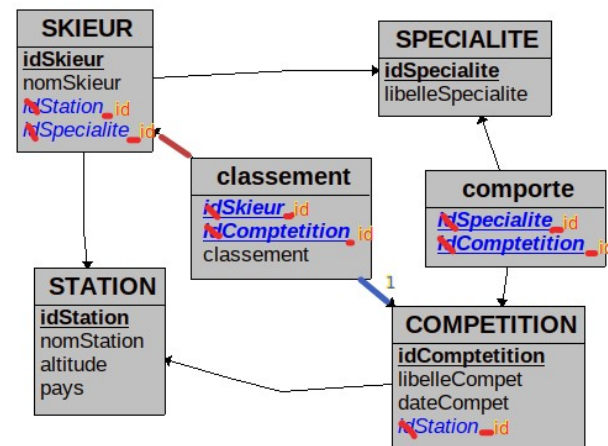 SKIEUR
idSkieur
nomSkieur
idStation_id
idSpecialite_id
SPECIALITE
idSpecialite
libelleSpecialite
classement
idSkieur_id
idComptetition_id
classement
comporte
idSpecialite_id
idComptetition_id
1
STATION
idStation
nomStation
altitude
pays
COMPETITION
idComptetition
libelleCompet
dateCompet
idStation_id